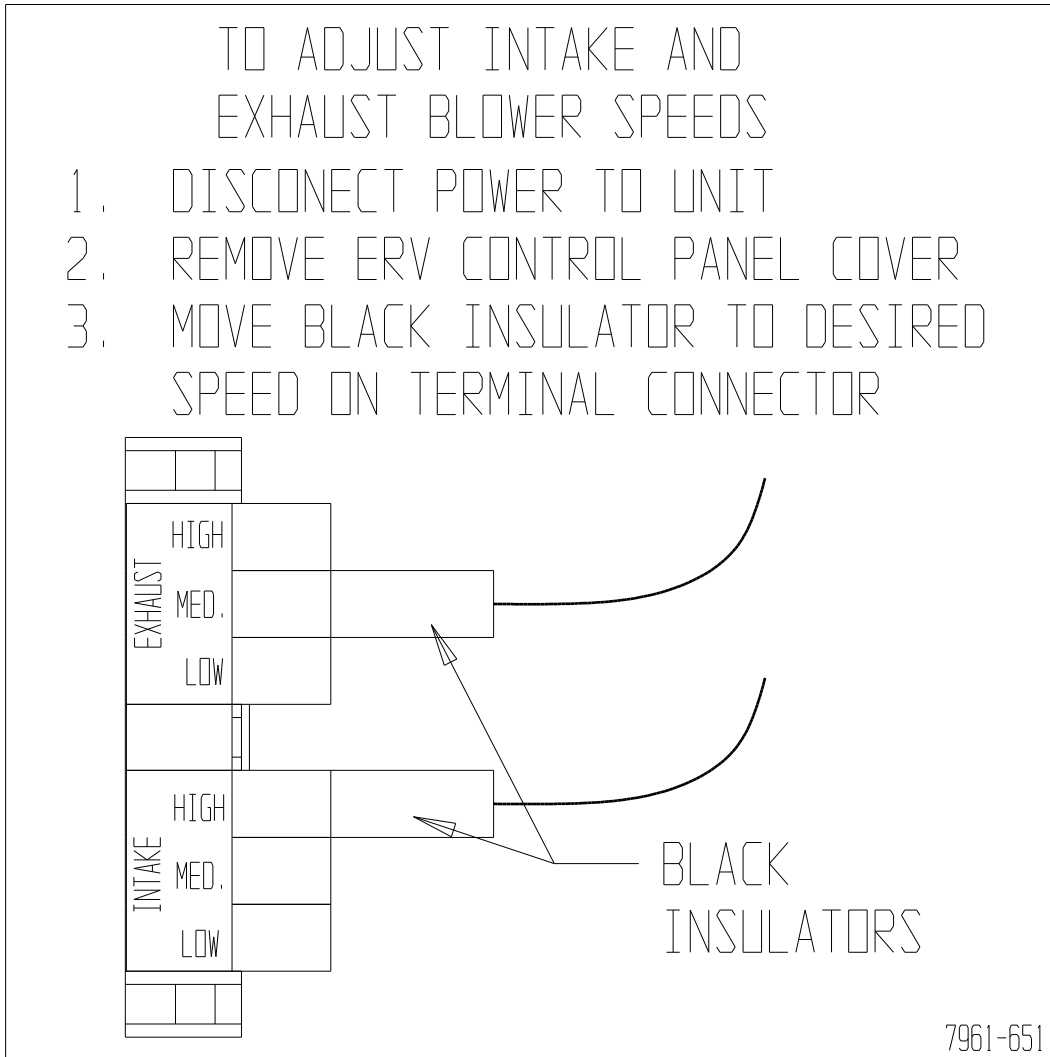 TO ADJUST INTAKE AND
EXHAUST BLOWER SPEEDS
1. DISCONECT POWER TO UNIT
2. REMOVE ERV CONTROL PANEL COVER
3. MOVE BLACK INSULATOR TO DESIRED
SPEED ON TERMINAL CONNECTOR
EXHAUST
HIGH
MED.
LOW
INTAKE
HIGH
MED.
LOW
BLACK
INSULATORS
7961-651